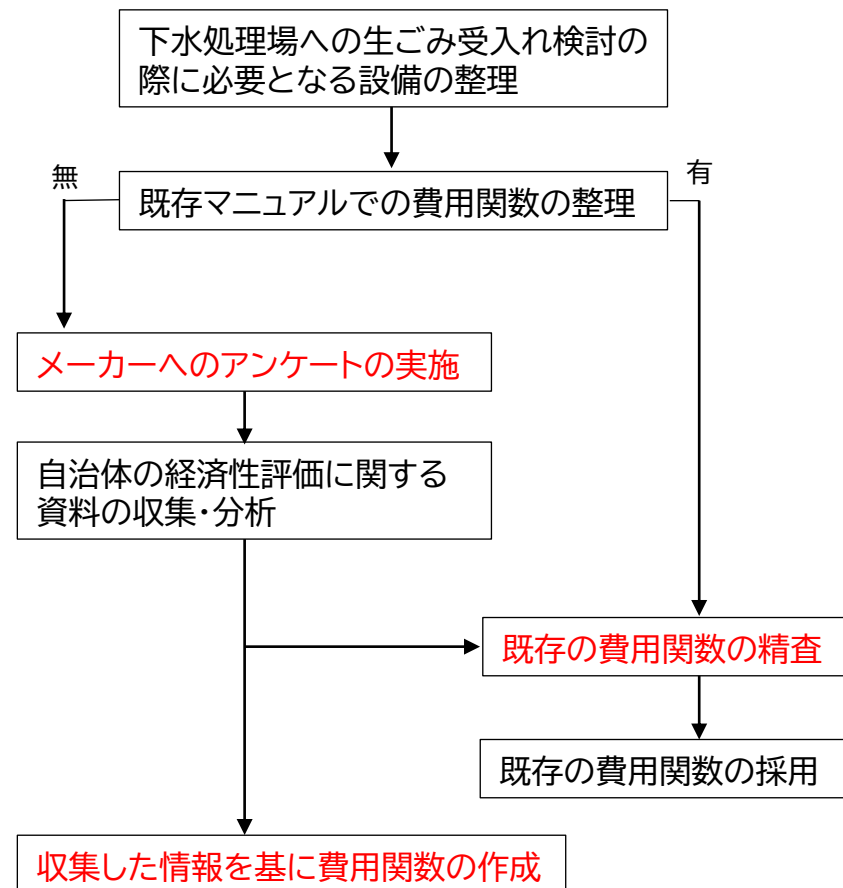 下水処理場への生ごみ受入れ検討の
際に必要となる設備の整理
無
有
既存マニュアルでの費用関数の整理
メーカーへのアンケートの実施
自治体の経済性評価に関する
資料の収集・分析
既存の費用関数の精査
既存の費用関数の採用
収集した情報を基に費用関数の作成